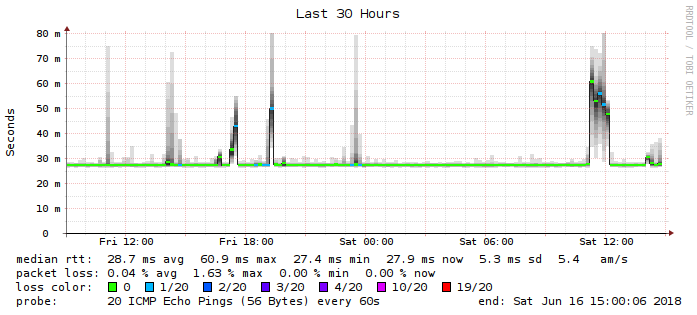 Last 30 Hours
RRDTOOL / TOBI OETIKER
Seconds
80 m
70 m
60 m
50 m
40 m
30 m
20 m
10 m
0
Fri 12:00 Fri 18:00 Sat 00:00 Sat 06:00 Sat 12:00
median rtt: 28.7 ms avg 60.9 ms max 27.4 ms min 27.9 ms now 5.3 ms sd 5.4 am/s
packet loss: 0.04 % avg 1.63 % max 0.00 % min 0.00 % now
loss color: 0 1/20 2/20 3/20 4/20 10/20 19/20
probe: 20 ICMP Echo Pings (56 Bytes) every 60s end: Sat Jun 16 15:00:06 2018